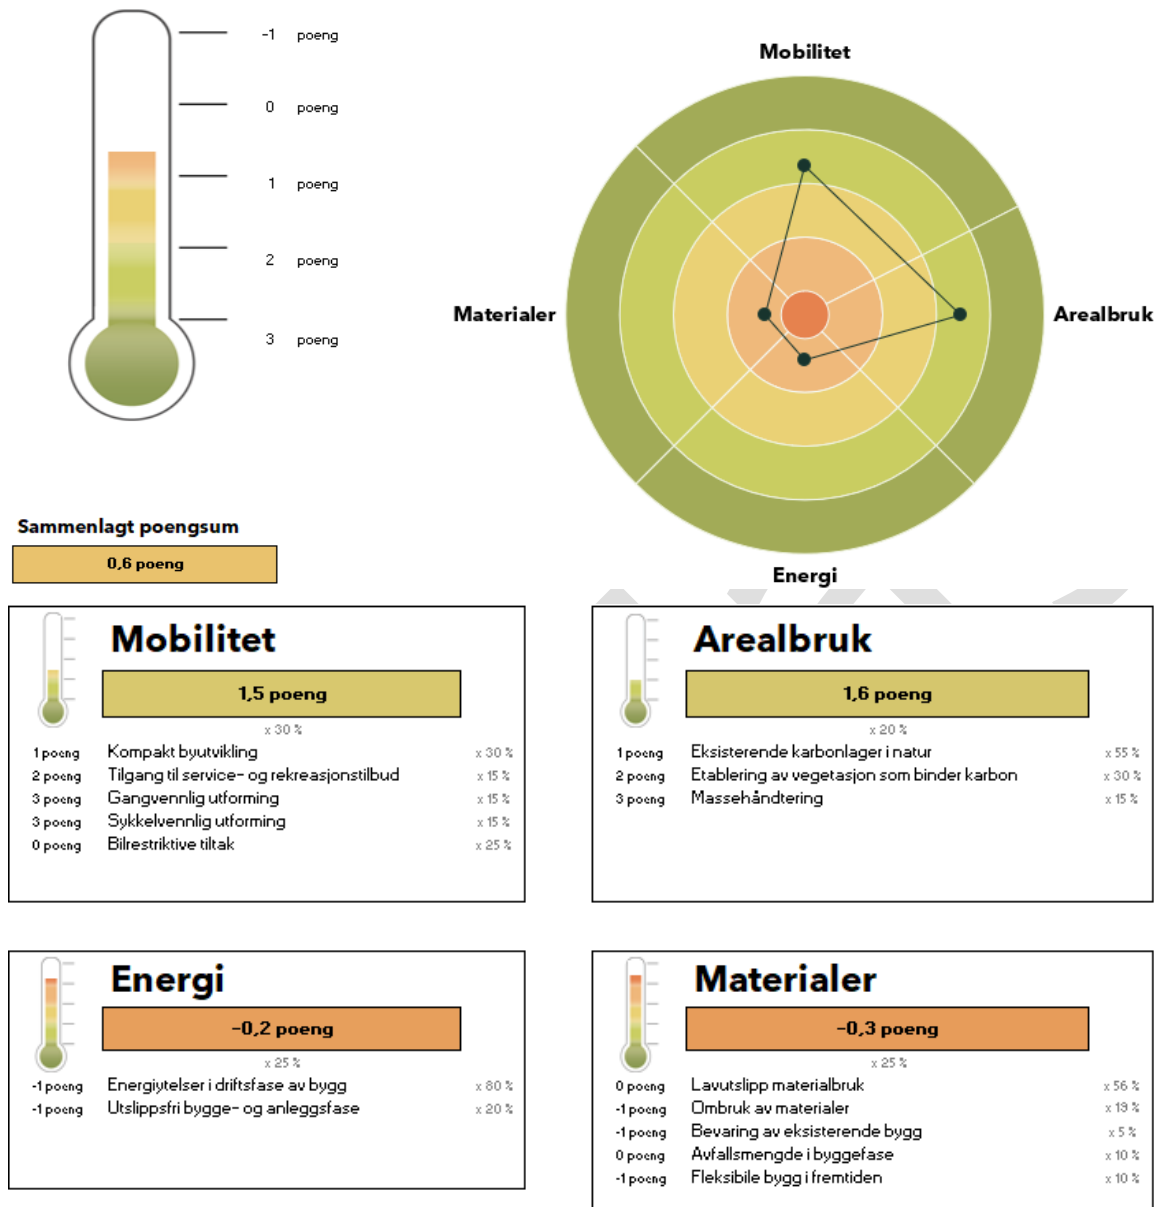 -1 poeng
0 poeng
1 poeng
2 poeng
3 poeng
Mobilitet
Materialer
Arealbruk
Energi
Sammenlagt poengsum
0,6 poeng
Mobilitet
1,5 poeng
x 30 %
1 poeng Kompakt byutvikling x 30 %
2 poeng Tilgang til service- og rekreasjonstilbud x 15 %
3 poeng Gangvennlig utforming x 15 %
3 poeng Sykkelvennlig utforming x 15 %
0 poeng Bilrestriktive tiltak x 25 %
Arealbruk
1,6 poeng
x 20 %
1 poeng Eksisterende karbonlager i natur x 55 %
2 poeng Etablering av vegetasjon som binder karbon x 30 %
3 poeng Massehåndtering x 15 %
Energi
-0,2 poeng
x 25 %
-1 poeng Energiytelser i driftsfase av bygg x 80 %
-1 poeng Utslippsfri bygge- og anleggsfase x 20 %
Materialer
-0,3 poeng
x 25 %
0 poeng Lavutslipp materialbruk x 56 %
-1 poeng Ombruk av materialer x 19 %
-1 poeng Bevaring av eksisterende bygg x 5 %
0 poeng Avfallsmengde i byggefase x 10 %
-1 poeng Fleksibile bygg i fremtiden x 10 %